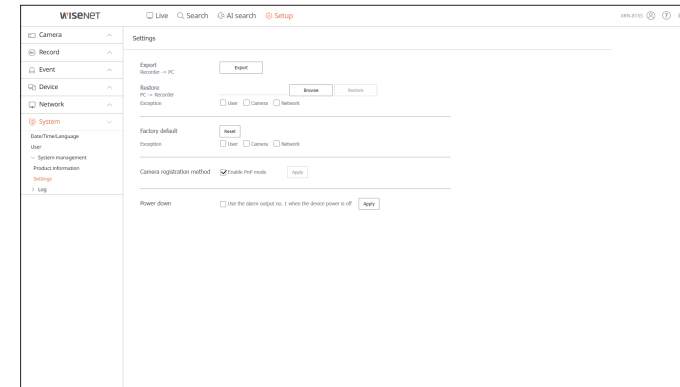 WISENET
Live Search AI search Setup
XRN-816S
Camera
Record
Event
Device
Network
System
Date/Time/Language
User
System management
Product information
Settings
Log
Settings
Export
Recorder -> PC
Export
Restore
PC -> Recorder
Browse
Restore
Exception
User Camera Network
Factory default
Reset
Exception
User Camera Network
Camera registration method
Enable PnP mode
Apply
Power down
Use the alarm output no. 1 when the device power is off
Apply